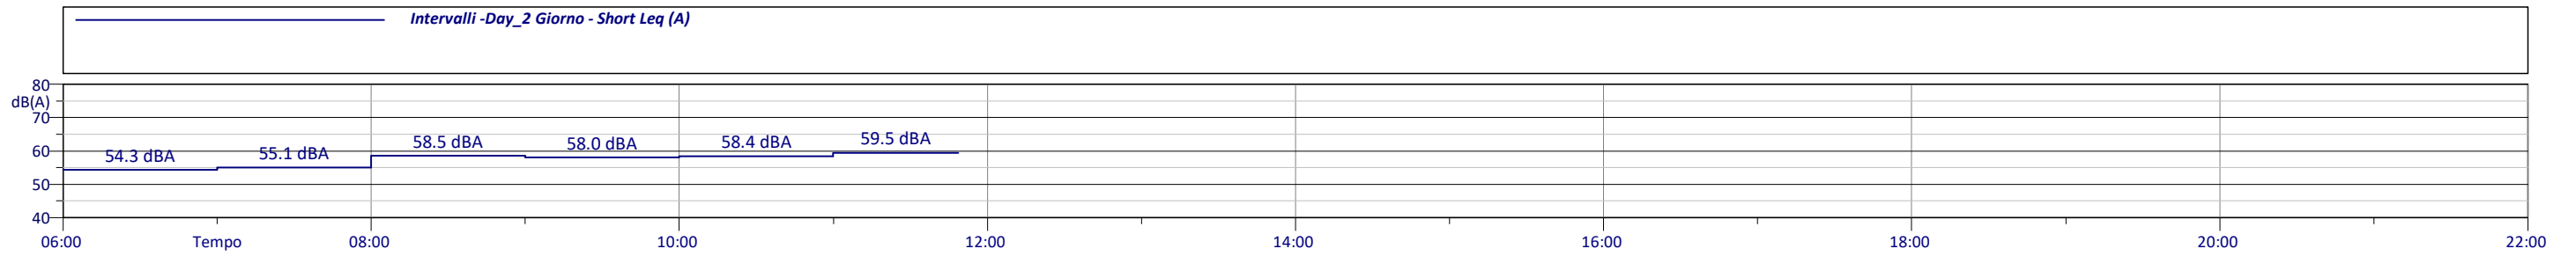 Intervalli -Day_2 Giorno - Short Leq (A)
80
dB(A)
70
60
50
40
54.3 dBA 55.1 dBA 58.5 dBA 58.0 dBA 58.4 dBA 59.5 dBA
06:00 Tempo 08:00 10:00 12:00 14:00 16:00 18:00 20:00 22:00